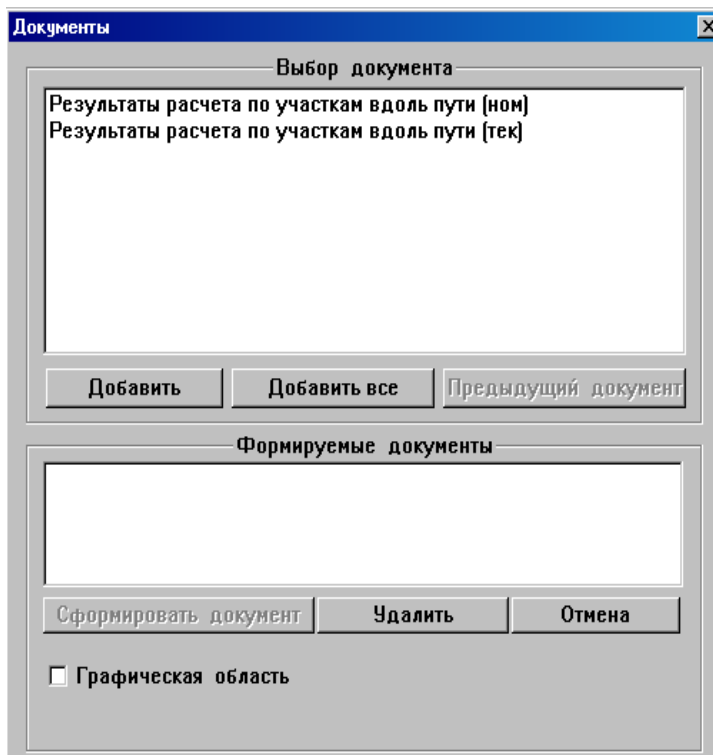 Документы
Выбор документа
Результаты расчета по участкам вдоль пути (ном)
Результаты расчета по участкам вдоль пути (тек)
Добавить
Добавить все
Предыдущий документ
Формируемые документы
Сформировать документ
Удалить
Отмена
Графическая область